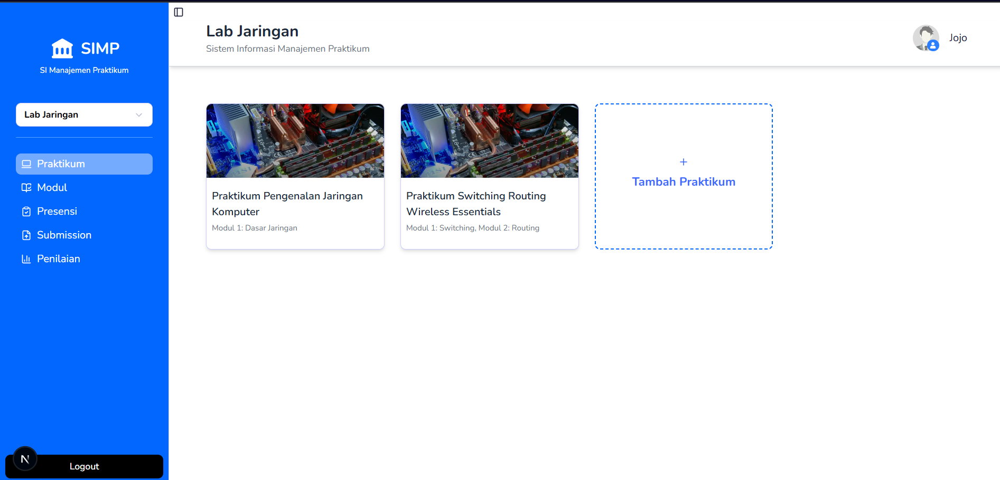 SIMP
SI Manajemen Praktikum
Lab Jaringan
Praktikum
Modul
Presensi
Submission
Penilaian
N
Logout
Lab Jaringan
Sistem Informasi Manajemen Praktikum
Jojo
Praktikum Pengenalan Jaringan
Komputer
Modul 1: Dasar Jaringan
Praktikum Switching Routing
Wireless Essentials
Modul 1: Switching, Modul 2: Routing
+
Tambah Praktikum
MSI
MSI